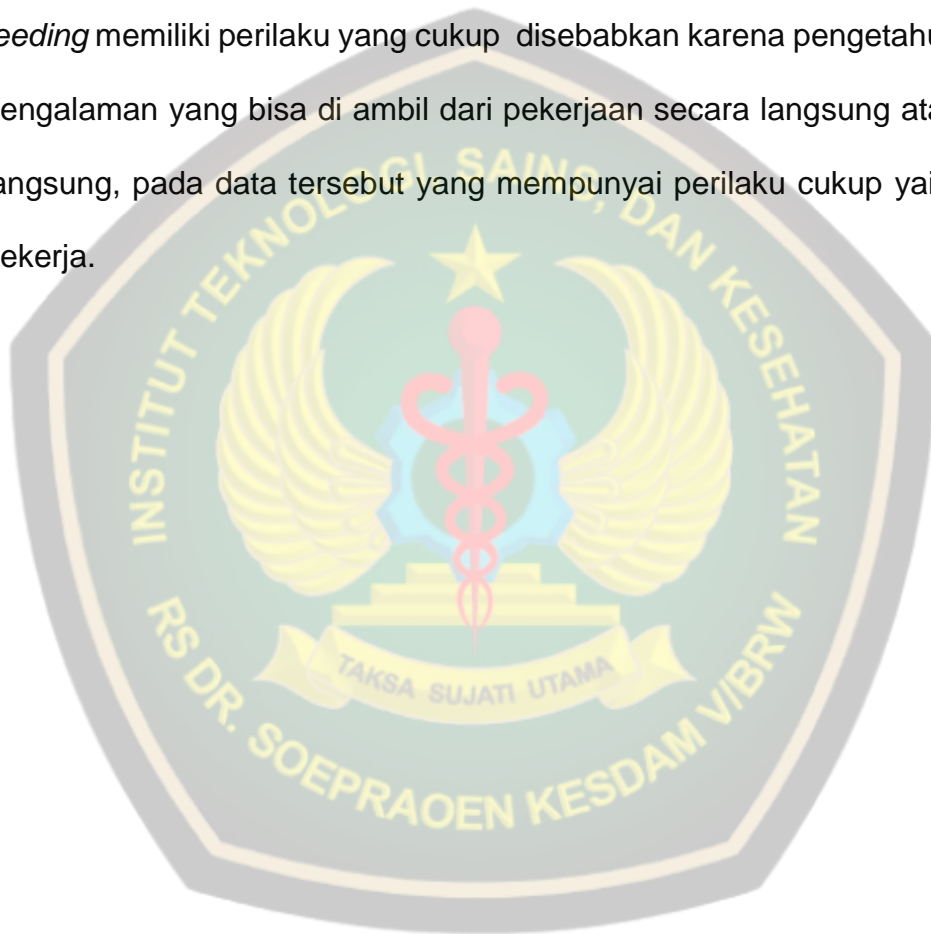 eeding memiliki perilaku yang cukup disebabkan karena pengetahu
engalaman yang bisa di ambil dari pekerjaan secara langsung ata
angsung, pada data tersebut yang mempunyai perilaku cukup yai
ekerja.
INSTITUT TEKNOLOGI, SAINS, DAN KESEHATAN
TAKSA SUJATI UTAMA
RS DR. SOEPRAOEN KESDAM V/BRW